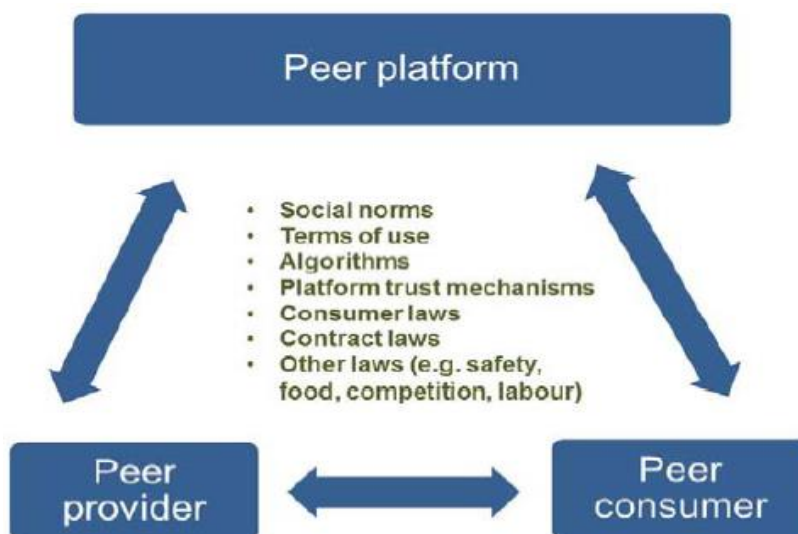 Peer platform
• Social norms
• Terms of use
• Algorithms
• Platform trust mechanisms
• Consumer laws
• Contract laws
• Other laws (e.g. safety,
food, competition, labour)
Peer
provider
Peer
consumer